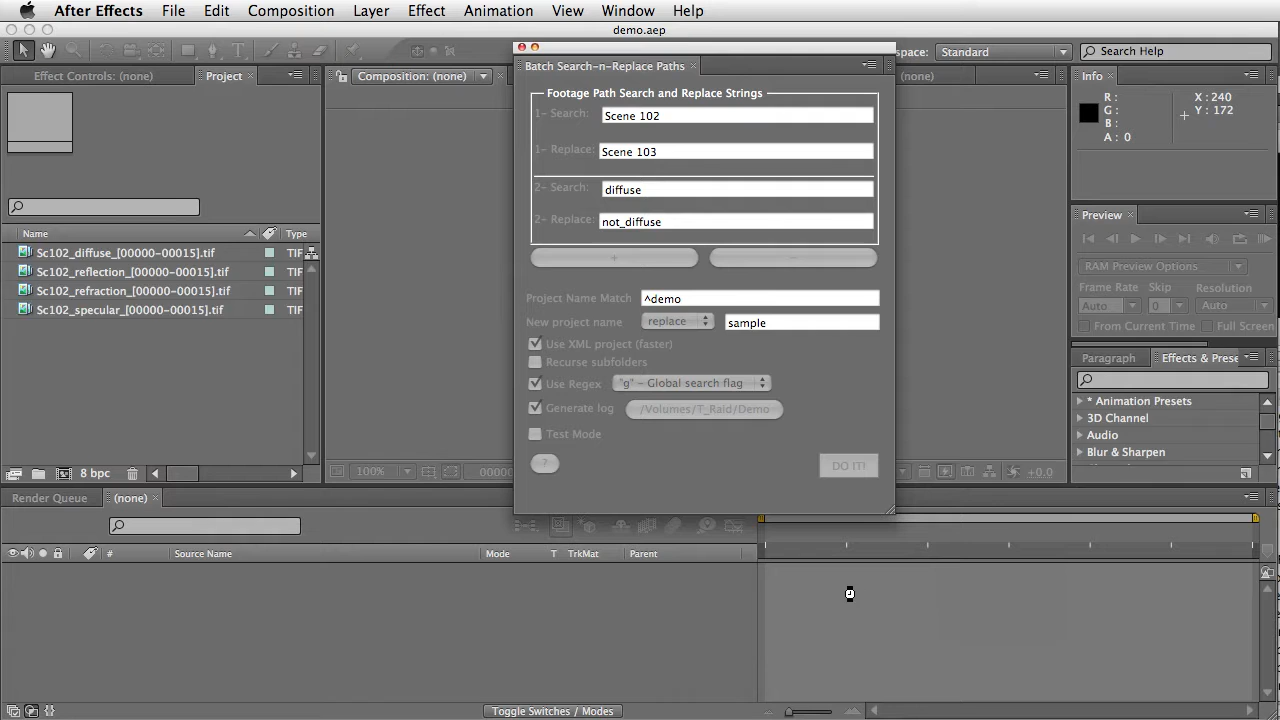 After Effects File Edit Composition Layer Effect Animation View Window Help
demo.aep
space: Standard Search Help
Effect Controls: (none) Project Composition: (none) (none)
Batch Search-n-Replace Paths
Footage Path Search and Replace Strings
1- Search: Scene 102
1- Replace: Scene 103
2- Search: diffuse
2- Replace: not_diffuse
+ -
Project Name Match ^demo
New project name replace sample
Use XML project (faster)
Recurse subfolders
Use Regex "g" - Global search flag
Generate log /Volumes/T_Raid/Demo
Test Mode
? DO IT!
Name Type
Sc102_diffuse_[00000-00015].tif TIF
Sc102_reflection_[00000-00015].tif TIF
Sc102_refraction_[00000-00015].tif TIF
Sc102_specular_[00000-00015].tif TIF
8 bpc
100% 0000 +0.0
Info
R: X: 240
G: Y: 172
B:
A: 0
Preview
RAM Preview Options
Frame Rate Skip Resolution
Auto 0 Auto
From Current Time Full Screen
Paragraph Effects & Prese
* Animation Presets
3D Channel
Audio
Blur & Sharpen
Render Queue (none)
# Source Name Mode T TrkMat Parent
Toggle Switches / Modes